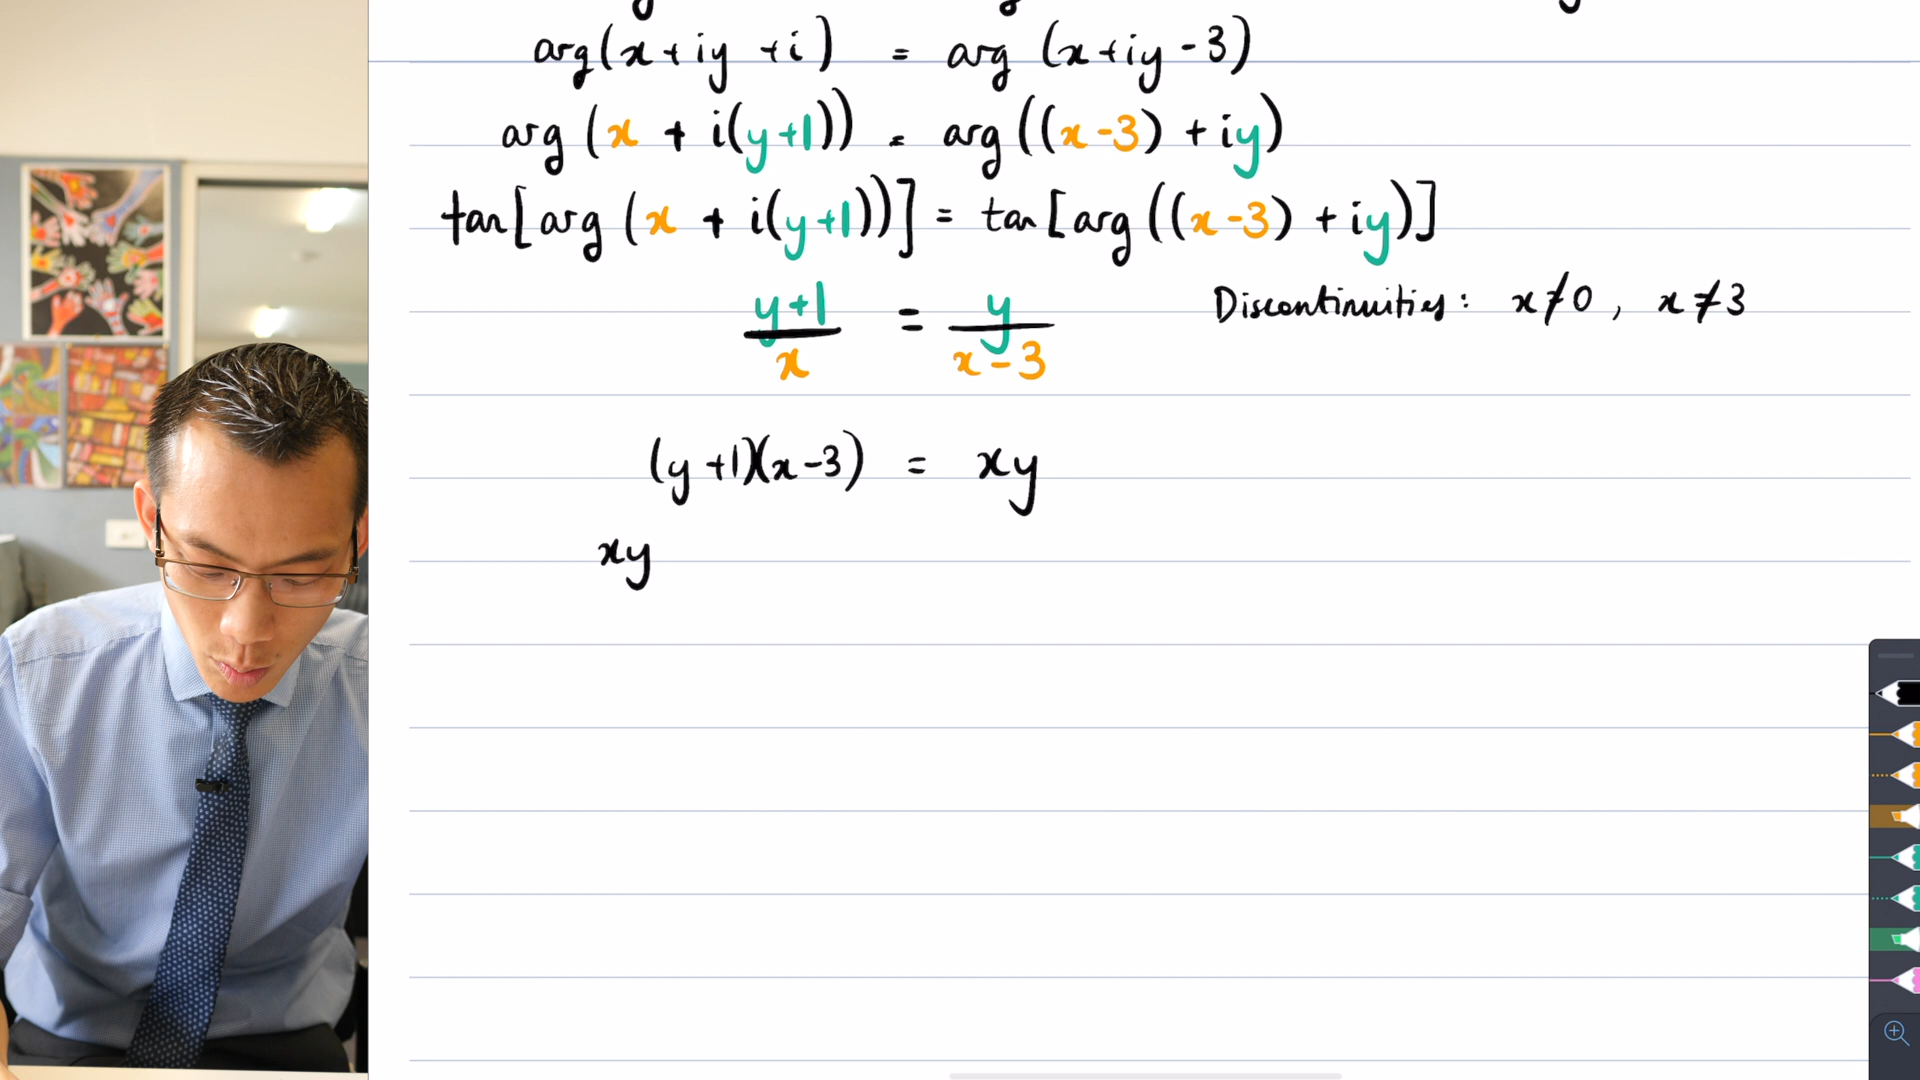 arg(x + iy + i) = arg (x + iy - 3)
arg (x + i(y+1)) = arg ((x-3) + iy)
tan[arg (x + i(y+1))] = tan[arg ((x-3) + iy)]
y+1/x = y/x-3 Discontinuities: x≠0, x≠3
(y+1)(x-3) = xy
xy